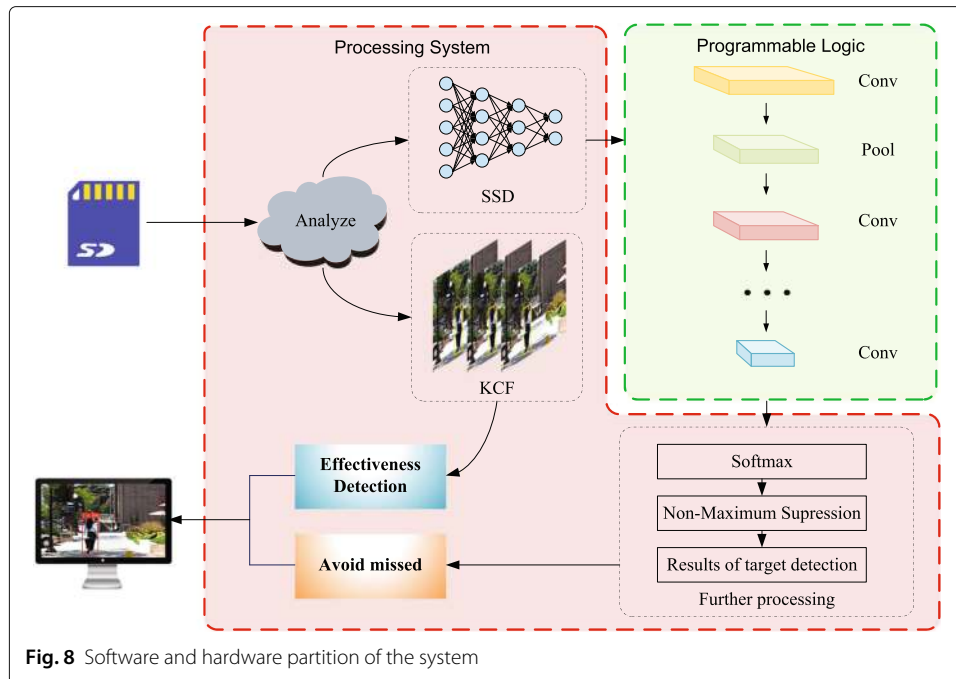 Processing System
Programmable Logic
Conv
Pool
Conv
Conv
SD
Analyze
SSD
KCF
Effectiveness
Detection
Avoid missed
Softmax
Non-Maximum Supression
Results of target detection
Further processing
Fig. 8 Software and hardware partition of the system